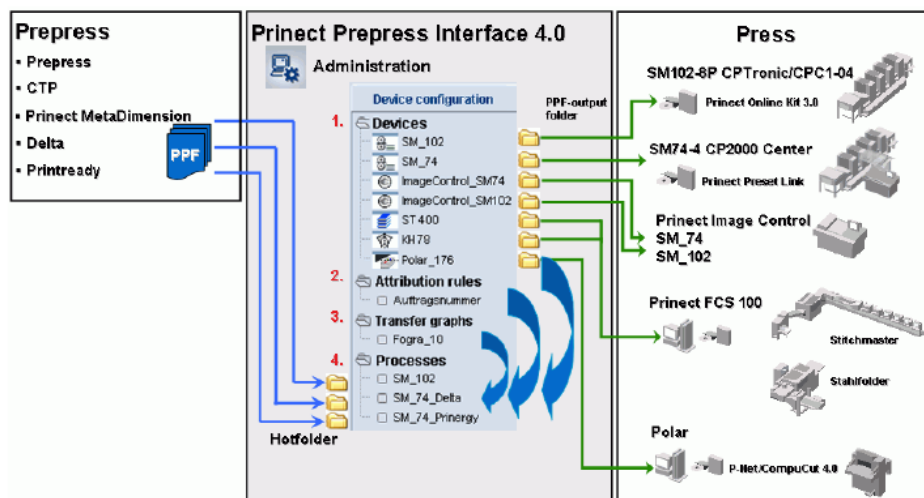 Prepress
▪ Prepress
▪ CTP
▪ Prinect MetaDimension
▪ Delta
▪ Printready
PPF
Prinect Prepress Interface 4.0
Administration
Device configuration
PPF-output
folder
1. Devices
SM_102
SM_74
ImageControl_SM74
ImageControl_SM102
ST 400
KH 78
Polar_176
2. Attribution rules
Auftragsnummer
3. Transfer graphs
Fogra_10
4. Processes
SM_102
SM_74_Delta
SM_74_Prinergy
Hotfolder
Press
SM102-8P CPTronic/CPC1-04
Prinect Online Kit 3.0
SM74-4 CP2000 Center
Prinect Preset Link
Prinect Image Control
SM_74
SM_102
Prinect FCS 100
Stitchmaster
Stahlfolder
Polar
P-Net/CompuCut 4.0